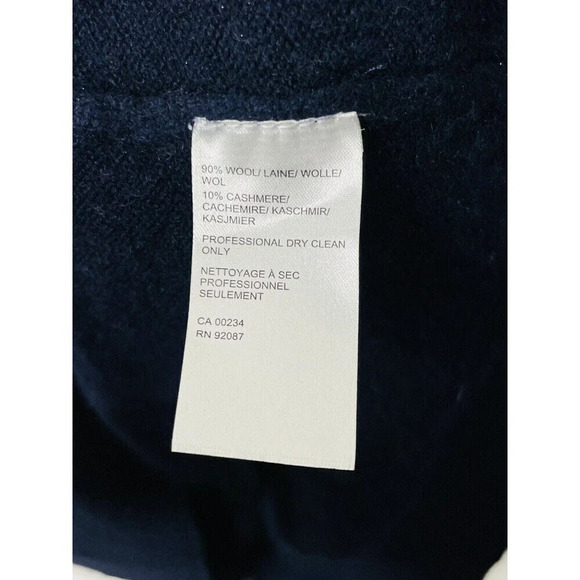 90% WOOL/ LAINE/ WOLLE/
WOL
10% CASHMERE/
CACHEMIRE/ KASCHMIR/
KASJMIER
PROFESSIONAL DRY CLEAN
ONLY
NETTOYAGE À SEC
PROFESSIONNEL
SEULEMENT
CA 00234
RN 92087